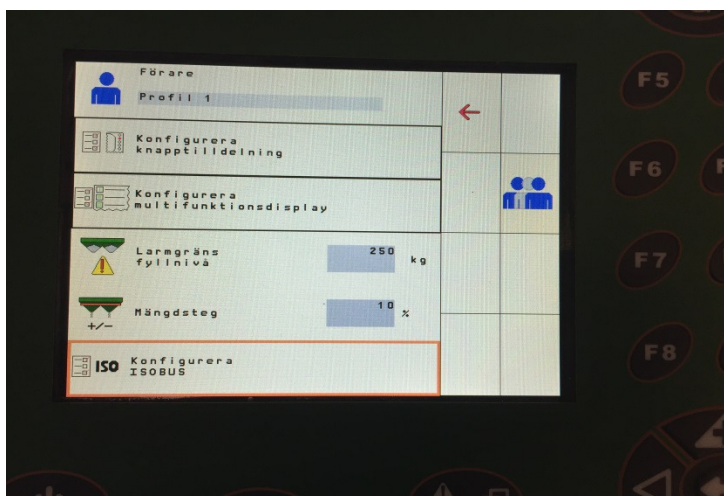 Förare
Profil 1
Konfigurera
knapptilldelning
Konfigurera
multifunktionsdisplay
Larmgräns
fyllnivå
250
kg
Mängdsteg
10
%
+/−
ISO
Konfigurera
ISOBUS
F5
F6
F7
F8